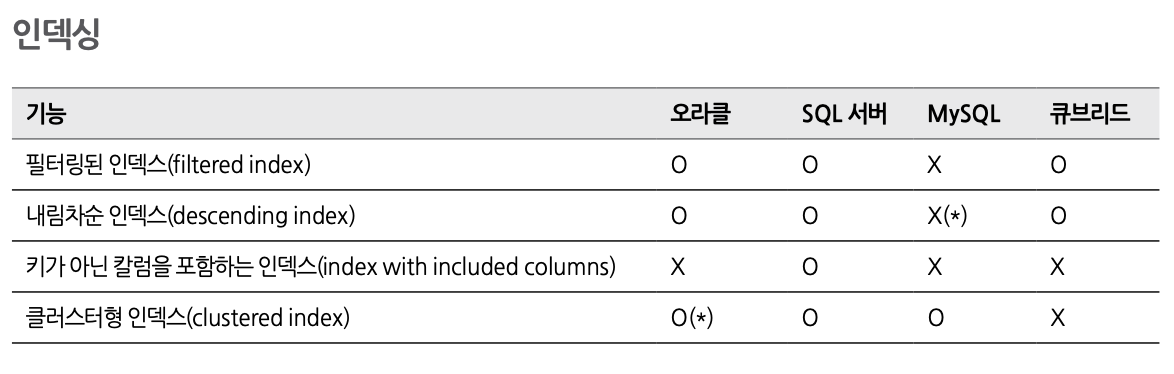 인덱싱
기능 오라클 SQL 서버 MySQL 큐브리드
필터링된 인덱스(filtered index) O O X O
내림차순 인덱스(descending index) O O X(*) O
키가 아닌 칼럼을 포함하는 인덱스(index with included columns) X O X X
클러스터형 인덱스(clustered index) O(*) O O X